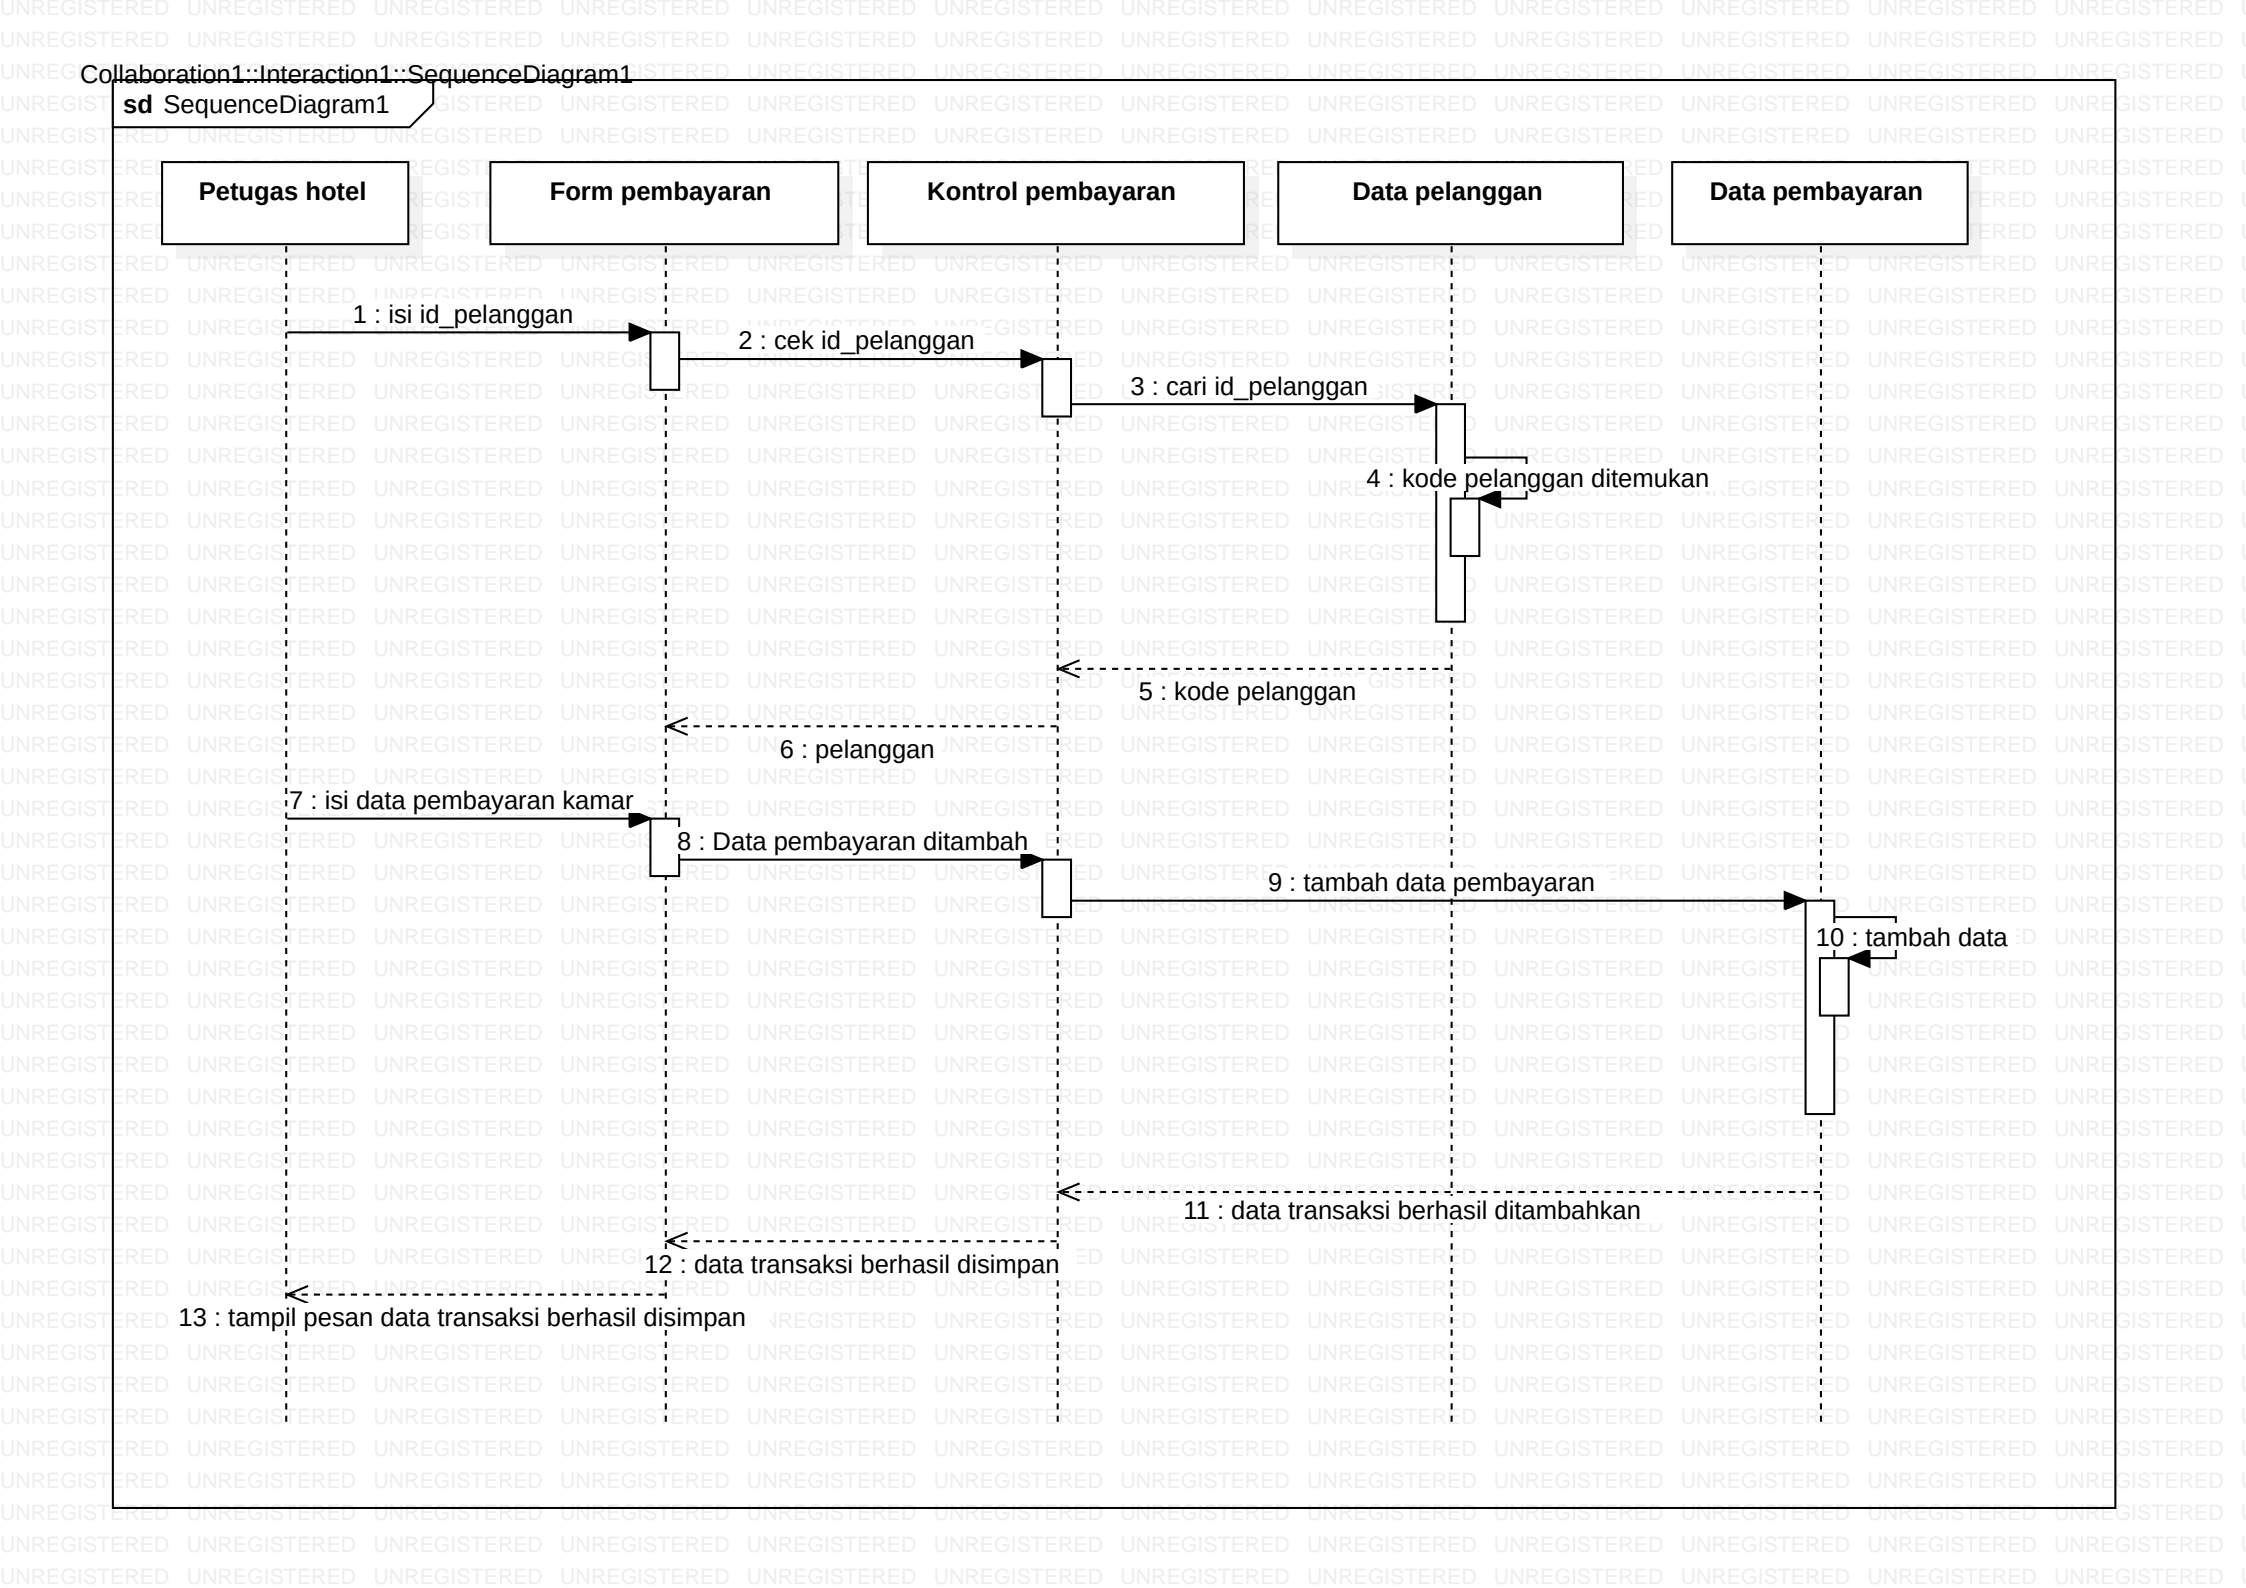 Collaboration1::Interaction1::SequenceDiagram1
sd SequenceDiagram1
Petugas hotel
Form pembayaran
Kontrol pembayaran
Data pelanggan
Data pembayaran
1 : isi id_pelanggan
2 : cek id_pelanggan
3 : cari id_pelanggan
4 : kode pelanggan ditemukan
5 : kode pelanggan
6 : pelanggan
7 : isi data pembayaran kamar
8 : Data pembayaran ditambah
9 : tambah data pembayaran
10 : tambah data
11 : data transaksi berhasil ditambahkan
12 : data transaksi berhasil disimpan
13 : tampil pesan data transaksi berhasil disimpan
UNREGISTERED